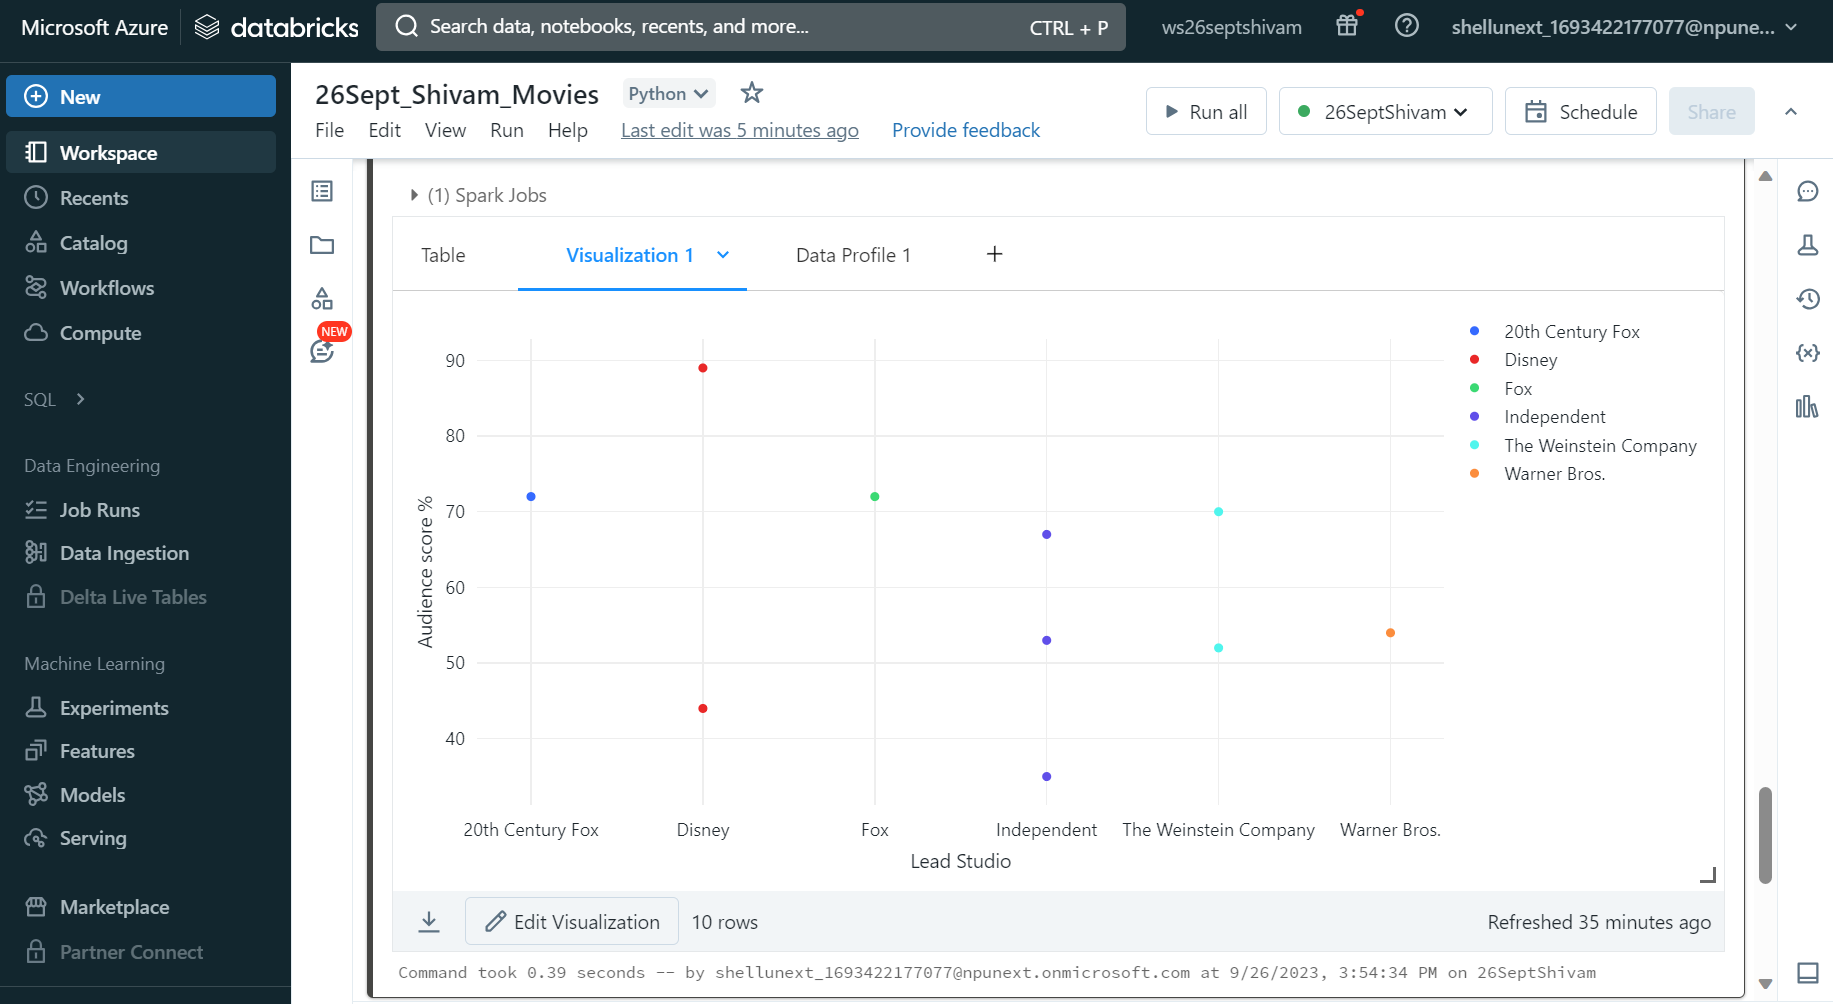 Microsoft Azure databricks Search data, notebooks, recents, and more... CTRL + P ws26septshivam shellunext_1693422177077@npune...
New
Workspace
Recents
Catalog
Workflows
Compute
SQL
Data Engineering
Job Runs
Data Ingestion
Delta Live Tables
Machine Learning
Experiments
Features
Models
Serving
Marketplace
Partner Connect
26Sept_Shivam_Movies Python
File Edit View Run Help Last edit was 5 minutes ago Provide feedback
Run all 26SeptShivam Schedule Share
NEW
(1) Spark Jobs
Table Visualization 1 Data Profile 1 +
Audience score %
90
80
70
60
50
40
20th Century Fox Disney Fox Independent The Weinstein Company Warner Bros.
Lead Studio
20th Century Fox
Disney
Fox
Independent
The Weinstein Company
Warner Bros.
Edit Visualization 10 rows Refreshed 35 minutes ago
Command took 0.39 seconds -- by shellunext_1693422177077@npunext.onmicrosoft.com at 9/26/2023, 3:54:34 PM on 26SeptShivam